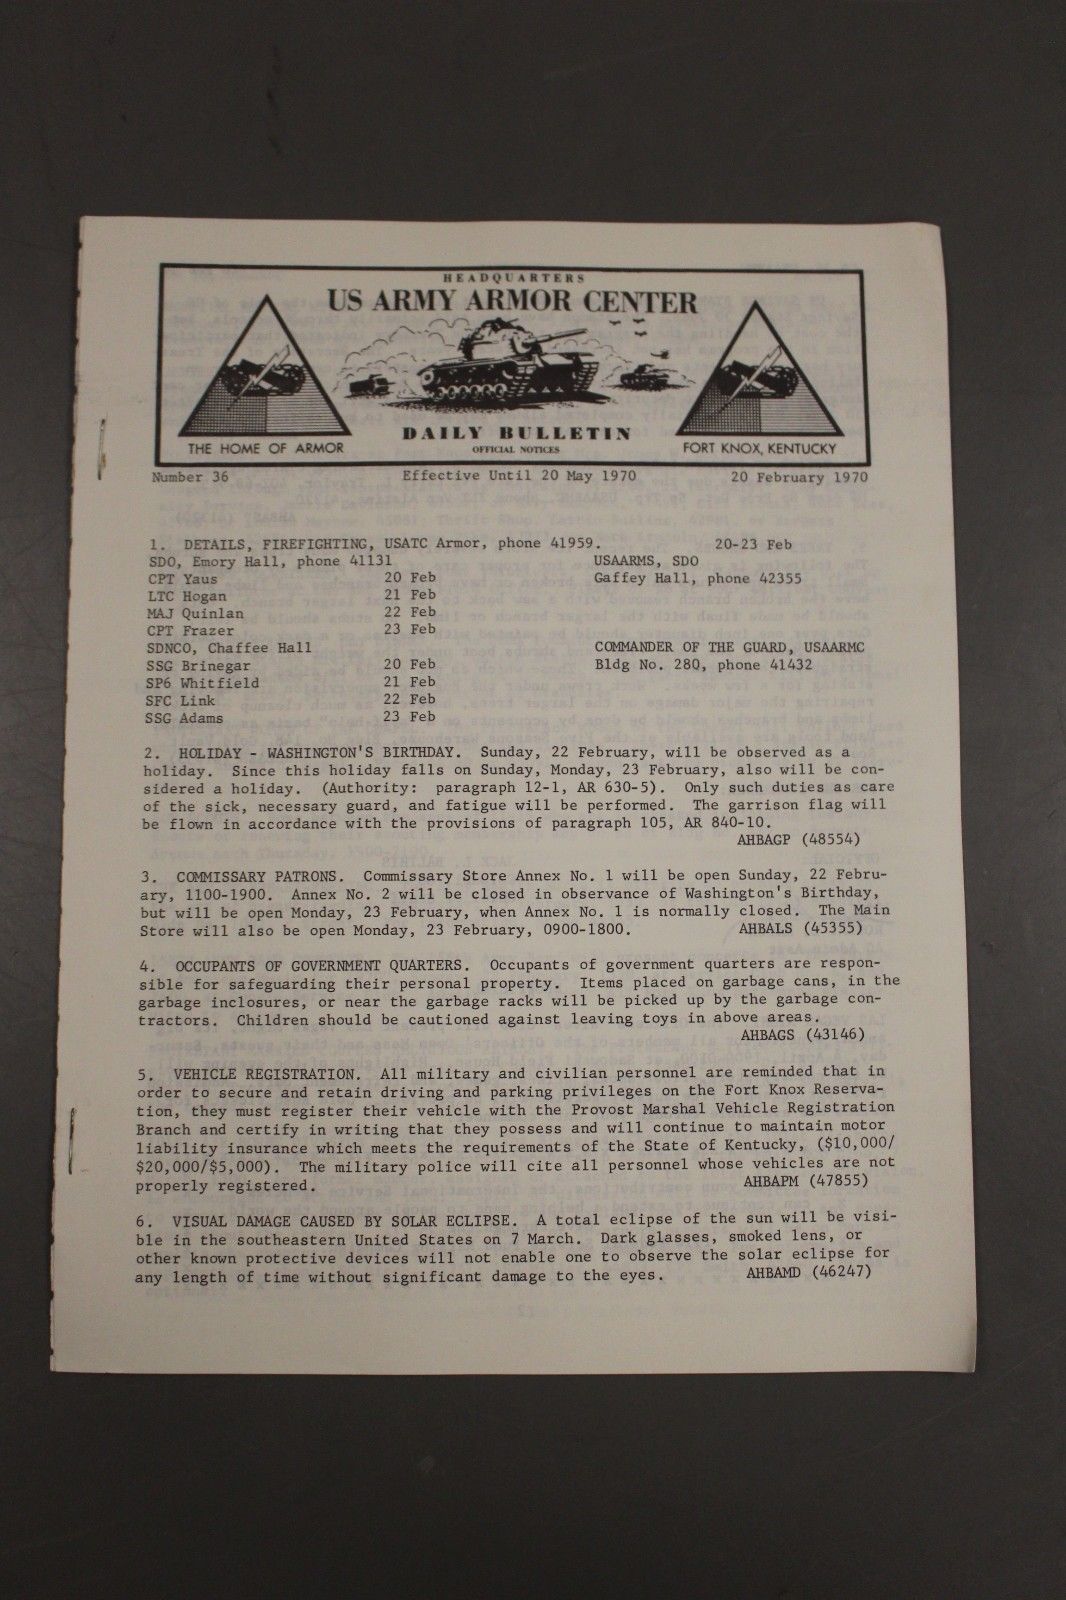 HEADQUARTERS
US ARMY ARMOR CENTER
DAILY BULLETIN
THE HOME OF ARMOR
OFFICIAL NOTICES
FORT KNOX, KENTUCKY
Number 36 Effective Until 20 May 1970 20 February 1970
1. DETAILS, FIREFIGHTING, USATC Armor, phone 41959. 20-23 Feb
SDO, Emory Hall, phone 41131 USAARMS, SDO
CPT Yaus 20 Feb Gaffey Hall, phone 42355
LTC Hogan 21 Feb
MAJ Quinlan 22 Feb
CPT Frazer 23 Feb
SDNCO, Chaffee Hall COMMANDER OF THE GUARD, USAARMC
SSG Brinegar 20 Feb Bldg No. 280, phone 41432
SP6 Whitfield 21 Feb
SFC Link 22 Feb
SSG Adams 23 Feb
2. HOLIDAY - WASHINGTON'S BIRTHDAY. Sunday, 22 February, will be observed as a
holiday. Since this holiday falls on Sunday, Monday, 23 February, also will be con-
sidered a holiday. (Authority: paragraph 12-1, AR 630-5). Only such duties as care
of the sick, necessary guard, and fatigue will be performed. The garrison flag will
be flown in accordance with the provisions of paragraph 105, AR 840-10.
AHBAGP (48554)
3. COMMISSARY PATRONS. Commissary Store Annex No. 1 will be open Sunday, 22 Febru-
ary, 1100-1900. Annex No. 2 will be closed in observance of Washington's Birthday,
but will be open Monday, 23 February, when Annex No. 1 is normally closed. The Main
Store will also be open Monday, 23 February, 0900-1800. AHBALS (45355)
4. OCCUPANTS OF GOVERNMENT QUARTERS. Occupants of government quarters are respon-
sible for safeguarding their personal property. Items placed on garbage cans, in the
garbage inclosures, or near the garbage racks will be picked up by the garbage con-
tractors. Children should be cautioned against leaving toys in above areas.
AHBAGS (43146)
5. VEHICLE REGISTRATION. All military and civilian personnel are reminded that in
order to secure and retain driving and parking privileges on the Fort Knox Reserva-
tion, they must register their vehicle with the Provost Marshal Vehicle Registration
Branch and certify in writing that they possess and will continue to maintain motor
liability insurance which meets the requirements of the State of Kentucky, ($10,000/
$20,000/$5,000). The military police will cite all personnel whose vehicles are not
properly registered. AHBAPM (47855)
6. VISUAL DAMAGE CAUSED BY SOLAR ECLIPSE. A total eclipse of the sun will be visi-
ble in the southeastern United States on 7 March. Dark glasses, smoked lens, or
other known protective devices will not enable one to observe the solar eclipse for
any length of time without significant damage to the eyes. AHBAMD (46247)